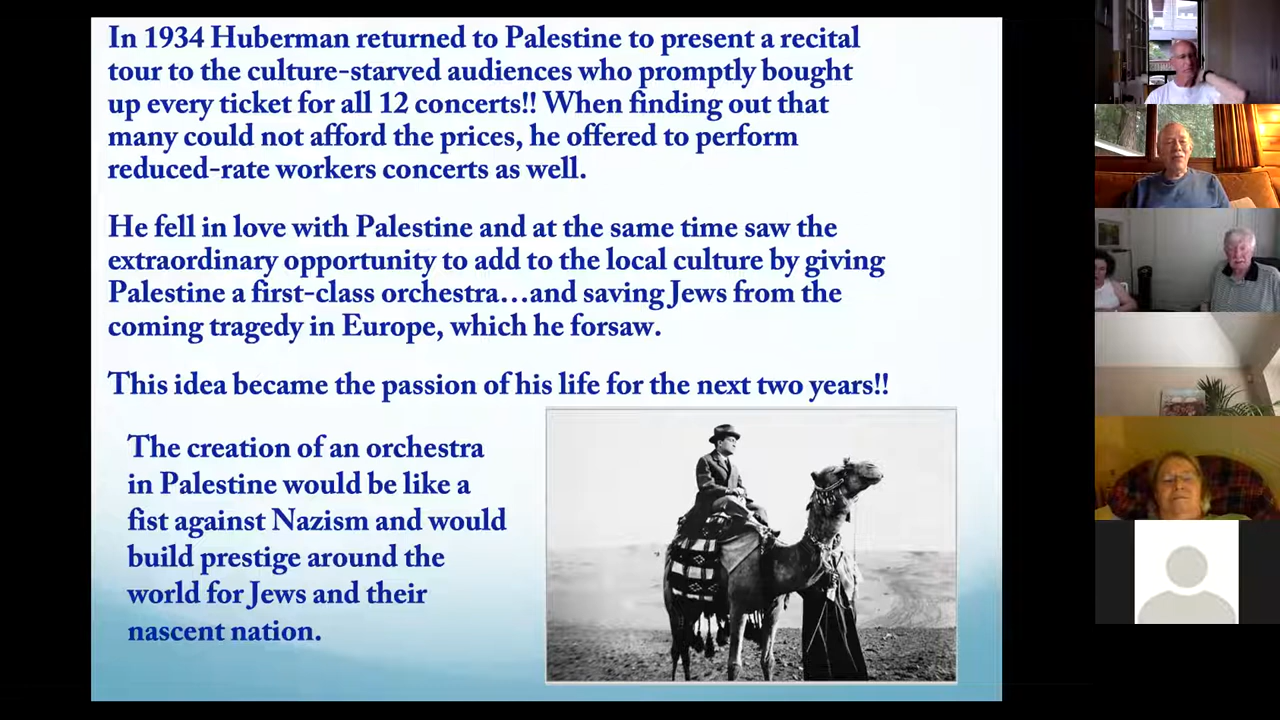 In 1934 Huberman returned to Palestine to present a recital
tour to the culture-starved audiences who promptly bought
up every ticket for all 12 concerts!! When finding out that
many could not afford the prices, he offered to perform
reduced-rate workers concerts as well.
He fell in love with Palestine and at the same time saw the
extraordinary opportunity to add to the local culture by giving
Palestine a first-class orchestra…and saving Jews from the
coming tragedy in Europe, which he forsaw.
This idea became the passion of his life for the next two years!!
The creation of an orchestra
in Palestine would be like a
fist against Nazism and would
build prestige around the
world for Jews and their
nascent nation.